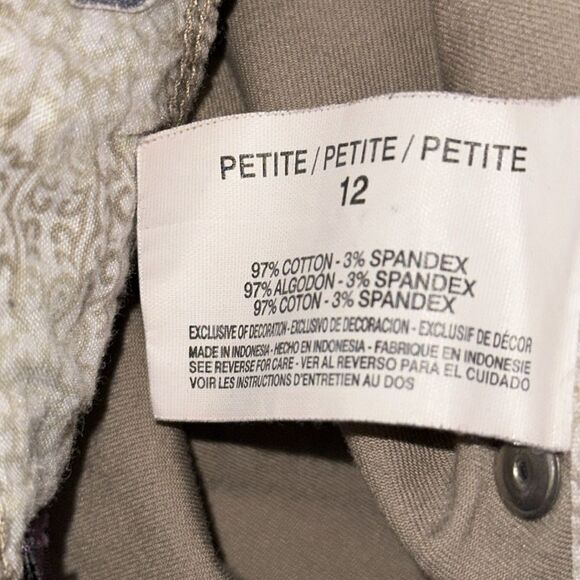 PETITE / PETITE / PETITE
12
97% COTTON - 3% SPANDEX
97% ALGODON - 3% SPANDEX
97% COTON - 3% SPANDEX
EXCLUSIVE OF DECORATION - EXCLUSIVO DE DECORACION - EXCLUSIF DE DÉCOR
MADE IN INDONESIA - HECHO EN INDONESIA - FABRIQUE EN INDONESIE
SEE REVERSE FOR CARE - VER AL REVERSO PARA EL CUIDADO
VOIR LES INSTRUCTIONS D'ENTRETIEN AU DOS